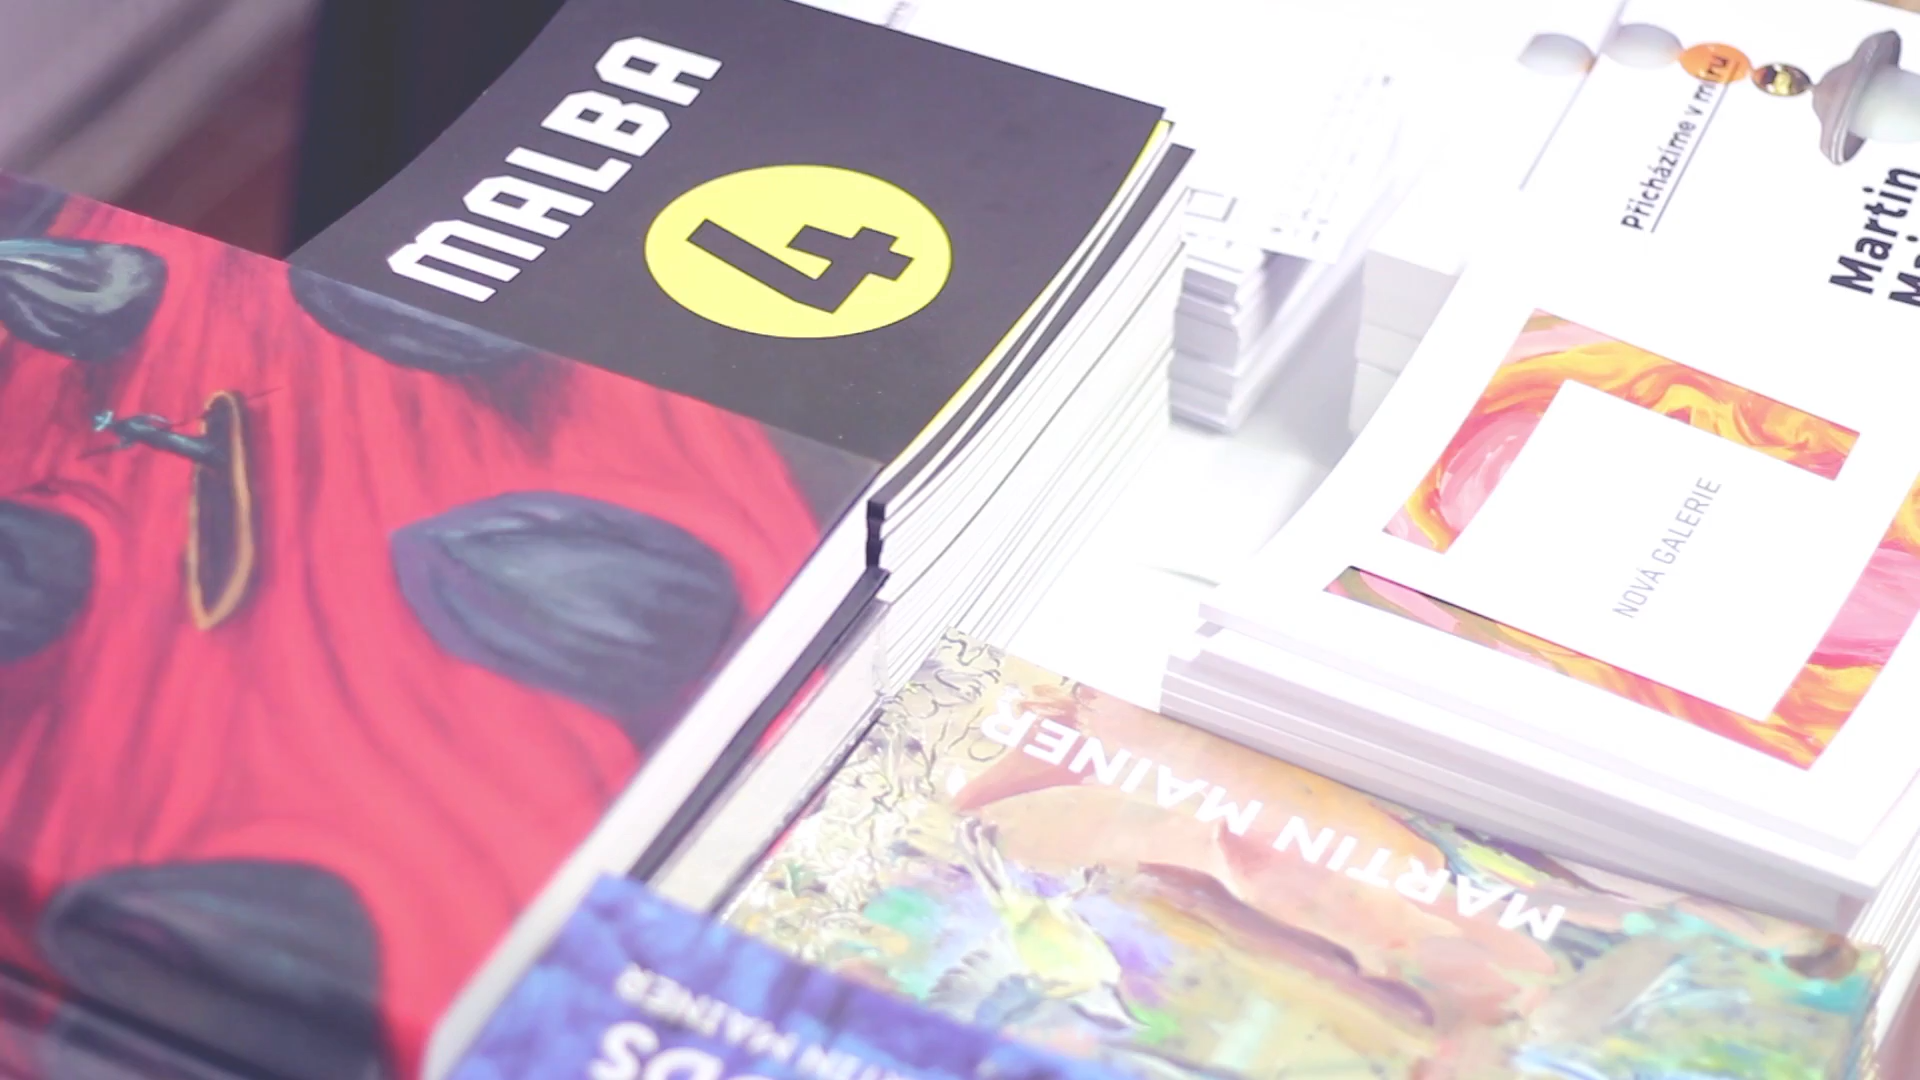 MALBA
4
Přicházíme v míru
Martin
NOVÁ GALERIE
MARTIN MAINER
MARTIN MAINER